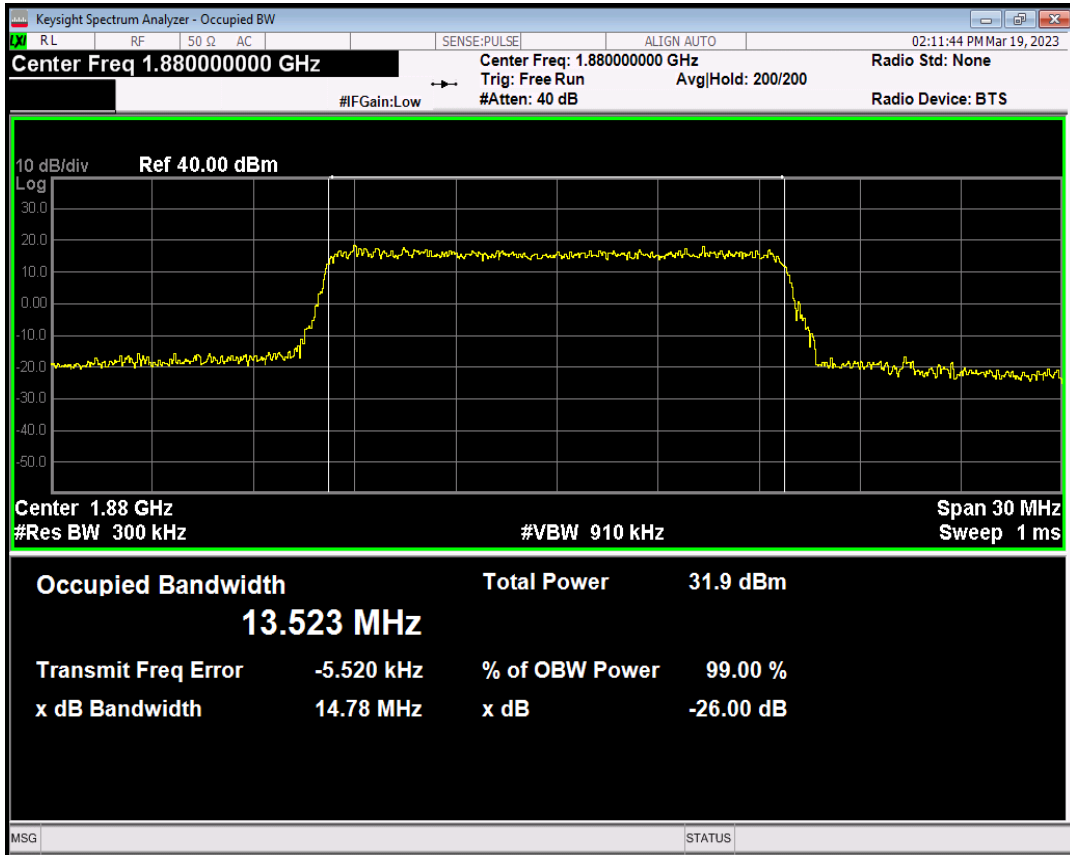 Keysight Spectrum Analyzer - Occupied BW
LXI RL RF 50 Ω AC SENSE:PULSE ALIGN AUTO 02:11:44 PM Mar 19, 2023
Center Freq 1.880000000 GHz Center Freq: 1.880000000 GHz Radio Std: None
Trig: Free Run Avg|Hold: 200/200
#IFGain:Low #Atten: 40 dB Radio Device: BTS
10 dB/div Ref 40.00 dBm
Log
30.0
20.0
10.0
0.00
-10.0
-20.0
-30.0
-40.0
-50.0
Center 1.88 GHz Span 30 MHz
#Res BW 300 kHz #VBW 910 kHz Sweep 1 ms
Occupied Bandwidth Total Power 31.9 dBm
13.523 MHz
Transmit Freq Error -5.520 kHz % of OBW Power 99.00 %
x dB Bandwidth 14.78 MHz x dB -26.00 dB
MSG STATUS